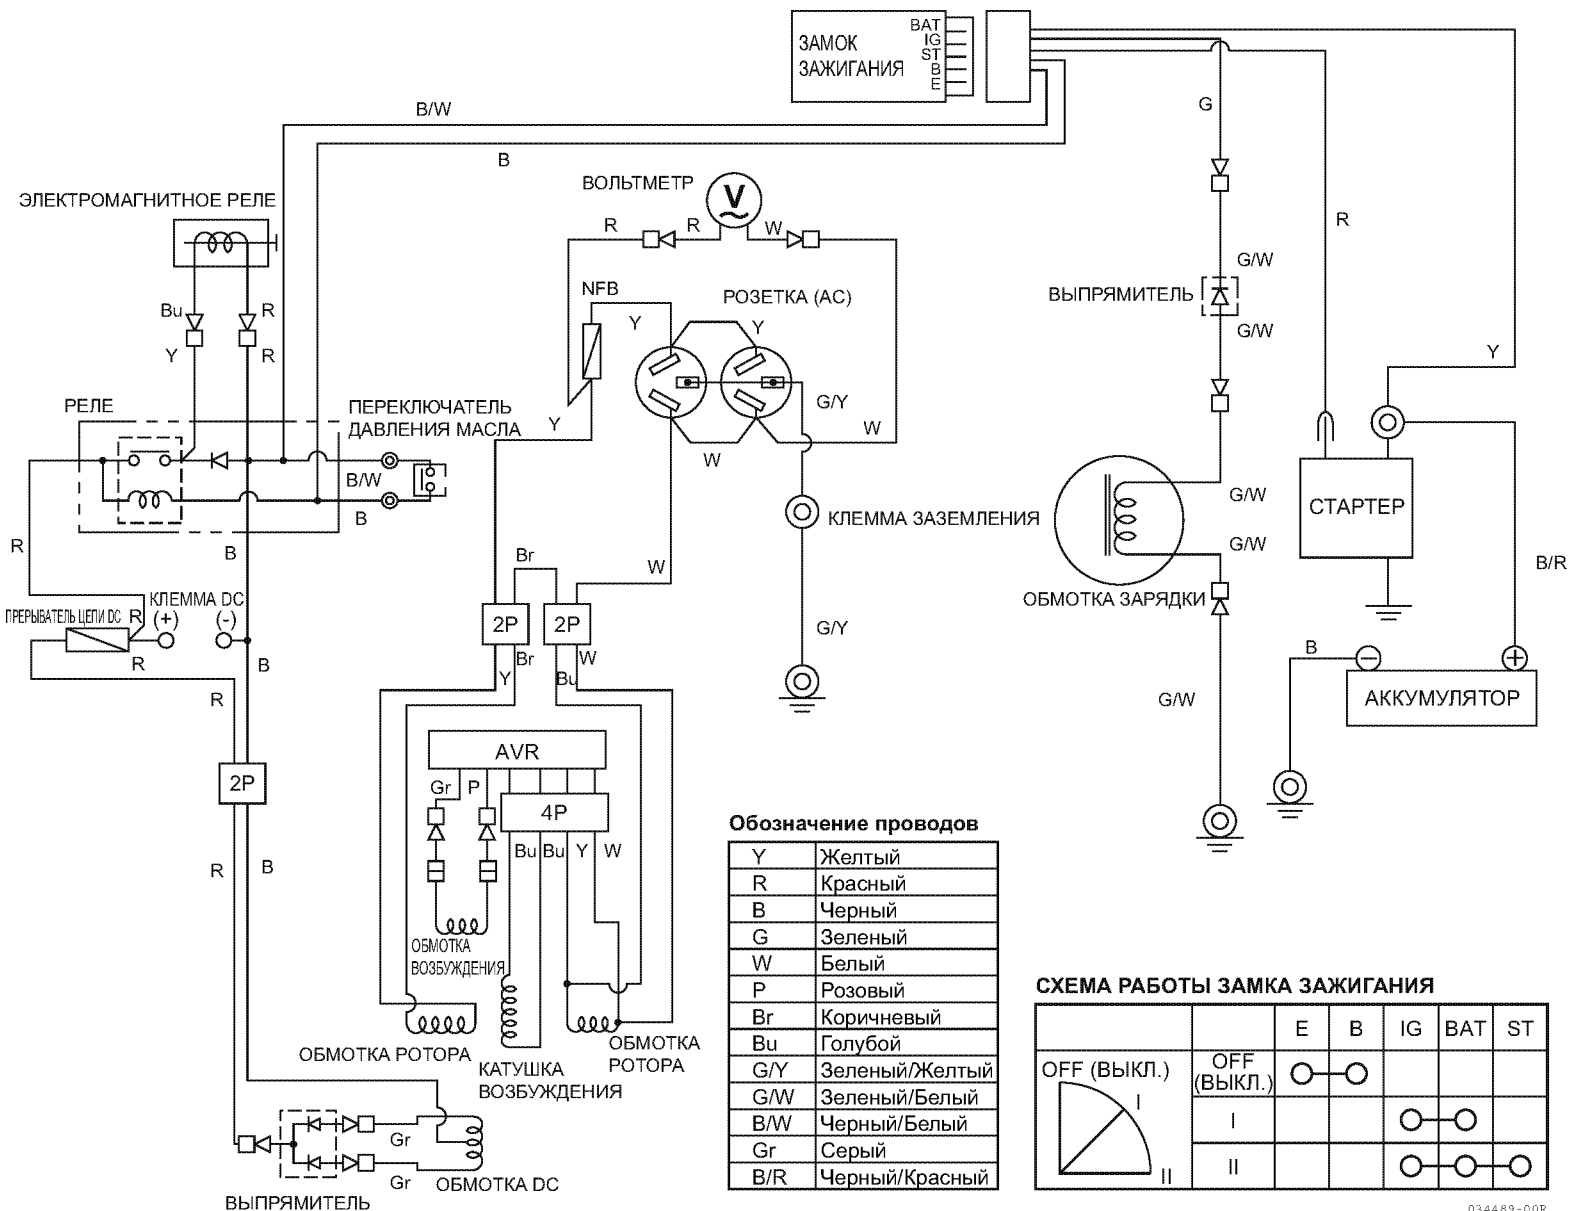 ЗАМОК
ЗАЖИГАНИЯ
BAT
IG
ST
B
E
B/W
B
G
R
Y
ЭЛЕКТРОМАГНИТНОЕ РЕЛЕ
ВОЛЬТМЕТР
V
R
R
W
Bu
R
Y
R
NFB
РОЗЕТКА (AC)
Y
Y
G/W
ВЫПРЯМИТЕЛЬ
G/W
РЕЛЕ
ПЕРЕКЛЮЧАТЕЛЬ
ДАВЛЕНИЯ МАСЛА
Y
G/Y
W
W
B/W
B
R
B
КЛЕММА ЗАЗЕМЛЕНИЯ
G/W
G/W
СТАРТЕР
B/R
Br
W
ОБМОТКА ЗАРЯДКИ
ПРЕРЫВАТЕЛЬ ЦЕПИ DC
R
КЛЕММА DC
(+)
(-)
R
B
2P
2P
G/Y
Y
Br
Bu
W
B
АККУМУЛЯТОР
R
G/W
AVR
2P
Gr
P
4P
Bu
Bu
Y
W
R
B
ОБМОТКА
ВОЗБУЖДЕНИЯ
ОБМОТКА РОТОРА
КАТУШКА
ВОЗБУЖДЕНИЯ
ОБМОТКА
РОТОРА
Gr
Gr
ОБМОТКА DC
ВЫПРЯМИТЕЛЬ
Обозначение проводов
Y Желтый
R Красный
B Черный
G Зеленый
W Белый
P Розовый
Br Коричневый
Bu Голубой
G/Y Зеленый/Желтый
G/W Зеленый/Белый
B/W Черный/Белый
Gr Серый
B/R Черный/Красный
СХЕМА РАБОТЫ ЗАМКА ЗАЖИГАНИЯ
E B IG BAT ST
OFF (ВЫКЛ.)
I
II
OFF
(ВЫКЛ.)
I
II
034489-00R